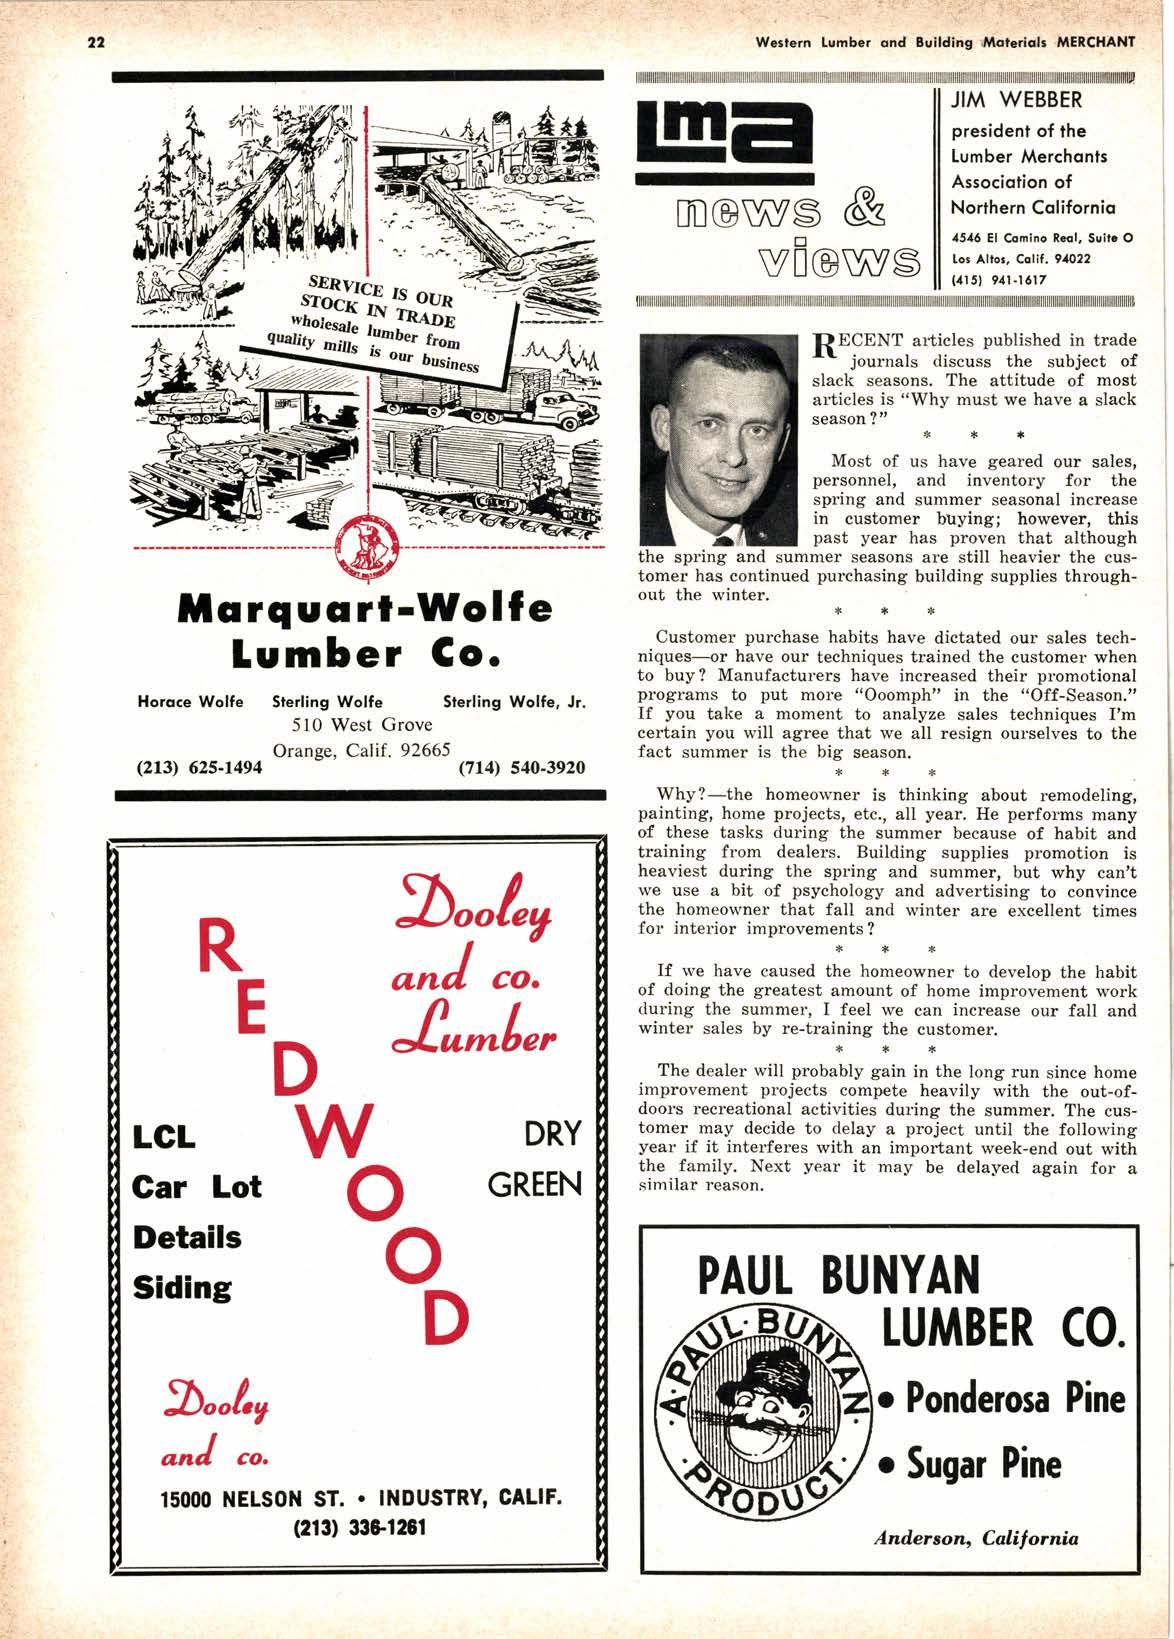 22
Western Lumber and Building Materials MERCHANT
SERVICE IS OUR
STOCK IN TRADE
wholesale lumber from
quality mills is our business
Marquart-Wolfe
Lumber Co.
Horace Wolfe Sterling Wolfe Sterling Wolfe, Jr.
510 West Grove
Orange, Calif. 92665
(213) 625-1494 (714) 540-3920
Dooley
and co.
Lumber
REDWOOD
LCL
Car Lot
Details
Siding
DRY
GREEN
Dooley
and co.
15000 NELSON ST. • INDUSTRY, CALIF.
(213) 336-1261
lma
news &
views
JIM WEBBER
president of the
Lumber Merchants
Association of
Northern California
4546 El Camino Real, Suite O
Los Altos, Calif. 94022
(415) 941-1617
RECENT articles published in trade
journals discuss the subject of
slack seasons. The attitude of most
articles is “Why must we have a slack
season?”
* * *
Most of us have geared our sales,
personnel, and inventory for the
spring and summer seasonal increase
in customer buying; however, this
past year has proven that although
the spring and summer seasons are still heavier the cus-
tomer has continued purchasing building supplies through-
out the winter.
* * *
Customer purchase habits have dictated our sales tech-
niques—or have our techniques trained the customer when
to buy? Manufacturers have increased their promotional
programs to put more “Ooomph” in the “Off-Season.”
If you take a moment to analyze sales techniques I’m
certain you will agree that we all resign ourselves to the
fact summer is the big season.
* * *
Why?—the homeowner is thinking about remodeling,
painting, home projects, etc., all year. He performs many
of these tasks during the summer because of habit and
training from dealers. Building supplies promotion is
heaviest during the spring and summer, but why can’t
we use a bit of psychology and advertising to convince
the homeowner that fall and winter are excellent times
for interior improvements?
* * *
If we have caused the homeowner to develop the habit
of doing the greatest amount of home improvement work
during the summer, I feel we can increase our fall and
winter sales by re-training the customer.
* * *
The dealer will probably gain in the long run since home
improvement projects compete heavily with the out-of-
doors recreational activities during the summer. The cus-
tomer may decide to delay a project until the following
year if it interferes with an important week-end out with
the family. Next year it may be delayed again for a
similar reason.
PAUL BUNYAN
LUMBER CO.
A·PAUL·BUNYAN·
·PRODUCT·
• Ponderosa Pine
• Sugar Pine
Anderson, California